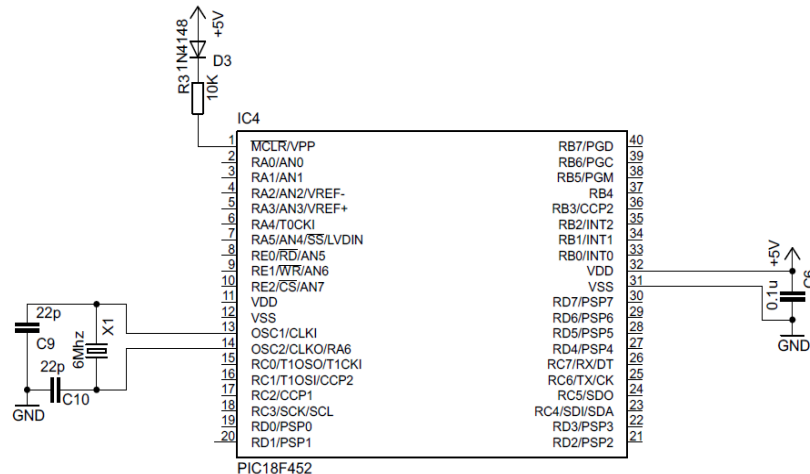 +5V
1N4148
D3
R3
10K
IC4
1 MCLR/VPP
2 RA0/AN0
3 RA1/AN1
4 RA2/AN2/VREF-
5 RA3/AN3/VREF+
6 RA4/T0CKI
7 RA5/AN4/SS/LVDIN
8 RE0/RD/AN5
9 RE1/WR/AN6
10 RE2/CS/AN7
11 VDD
12 VSS
13 OSC1/CLKI
14 OSC2/CLKO/RA6
15 RC0/T1OSO/T1CKI
16 RC1/T1OSI/CCP2
17 RC2/CCP1
18 RC3/SCK/SCL
19 RD0/PSP0
20 RD1/PSP1
RB7/PGD 40
RB6/PGC 39
RB5/PGM 38
RB4 37
RB3/CCP2 36
RB2/INT2 35
RB1/INT1 34
RB0/INT0 33
VDD 32
VSS 31
RD7/PSP7 30
RD6/PSP6 29
RD5/PSP5 28
RD4/PSP4 27
RC7/RX/DT 26
RC6/TX/CK 25
RC5/SDO 24
RC4/SDI/SDA 23
RD3/PSP3 22
RD2/PSP2 21
PIC18F452
22p
C9
22p
C10
X1
6Mhz
GND
+5V
C6
0.1u
GND